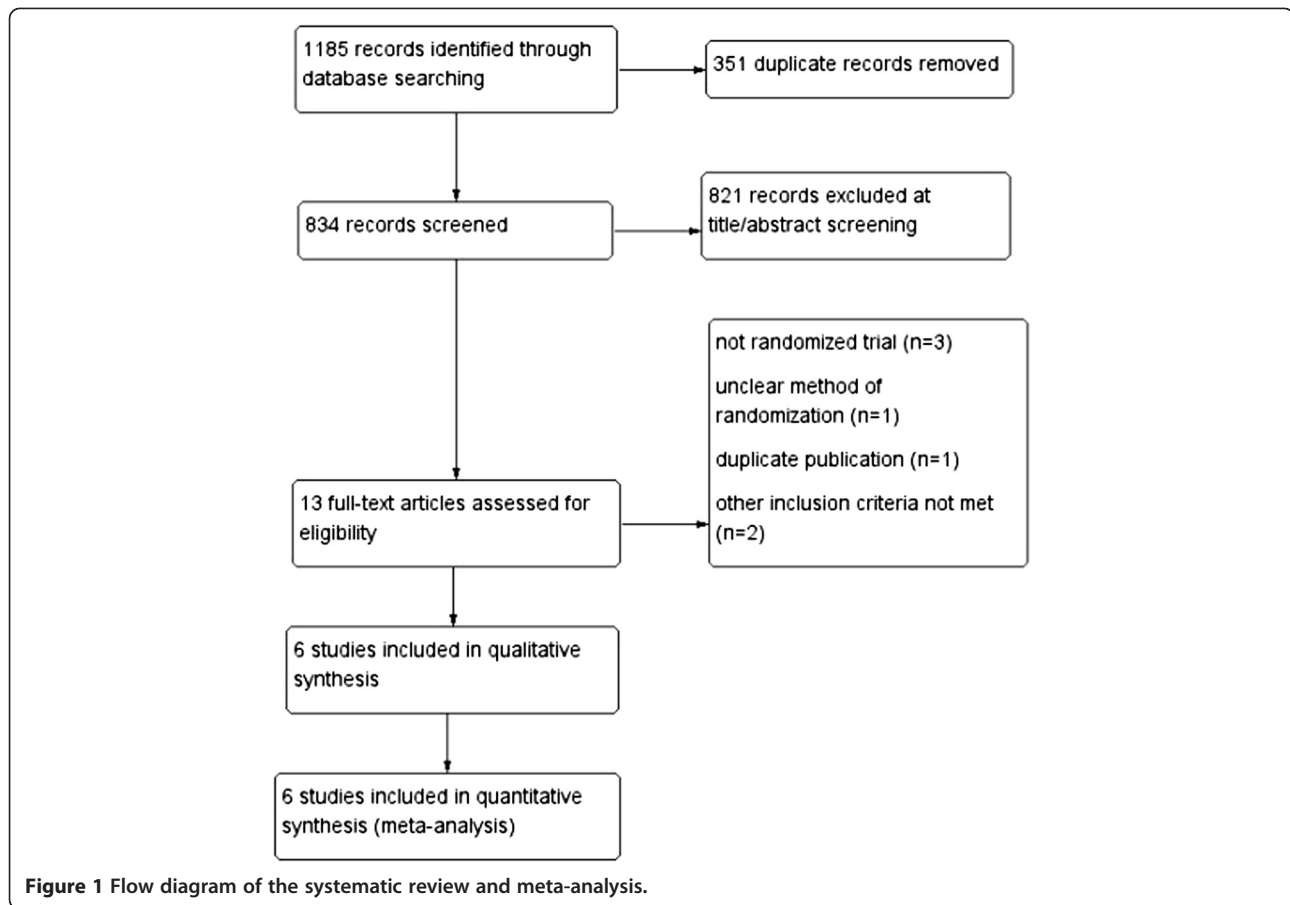 1185 records identified through
database searching
351 duplicate records removed
834 records screened
821 records excluded at
title/abstract screening
not randomized trial (n=3)
unclear method of
randomization (n=1)
duplicate publication (n=1)
other inclusion criteria not met
(n=2)
13 full-text articles assessed for
eligibility
6 studies included in qualitative
synthesis
6 studies included in quantitative
synthesis (meta-analysis)
Figure 1 Flow diagram of the systematic review and meta-analysis.